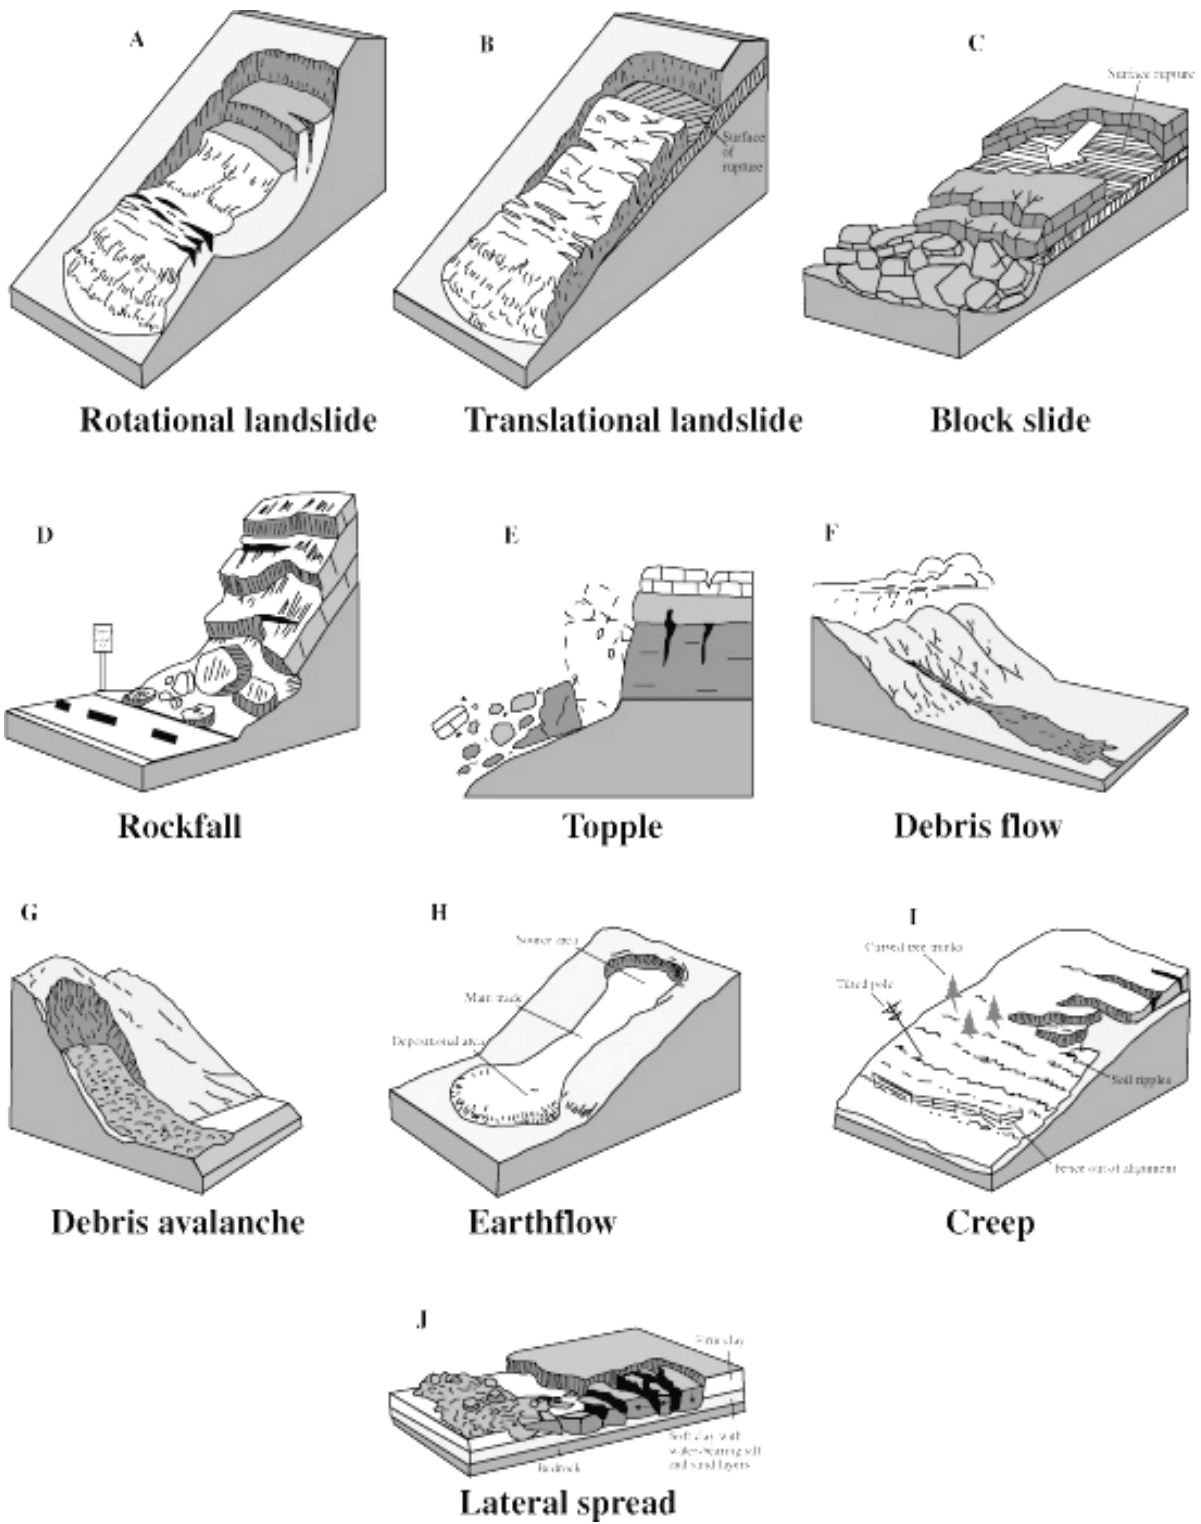 A
B
C
Surface rupture
Surface
of
rupture
Toe
Rotational landslide
Translational landslide
Block slide
D
E
F
Rockfall
Topple
Debris flow
G
H
I
Source area
Curved tree trunks
Main track
Tilted pole
Depositional area
Soil ripples
Fence out of alignment
Debris avalanche
Earthflow
Creep
J
Firm clay
Soft clay with
water-bearing silt
and sand layers
Bedrock
Lateral spread